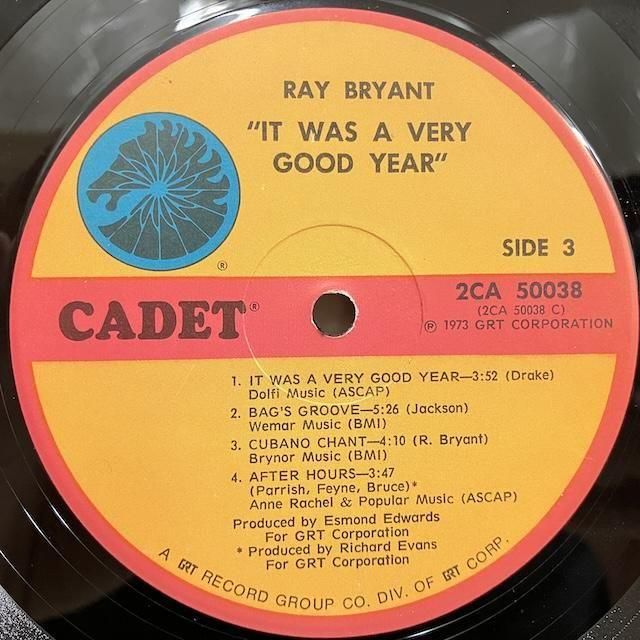 RAY BRYANT
"IT WAS A VERY
GOOD YEAR"
®
SIDE 3
CADET®
2CA 50038
(2CA 50038 C)
℗ 1973 GRT CORPORATION
1. IT WAS A VERY GOOD YEAR—3:52 (Drake)
Dolfi Music (ASCAP)
2. BAG'S GROOVE—5:26 (Jackson)
Wemar Music (BMI)
3. CUBANO CHANT—4:10 (R. Bryant)
Brynor Music (BMI)
4. AFTER HOURS—3:47
(Parrish, Feyne, Bruce)*
Anne Rachel & Popular Music (ASCAP)
Produced by Esmond Edwards
For GRT Corporation
* Produced by Richard Evans
For GRT Corporation
A GRT RECORD GROUP CO. DIV. OF GRT CORP.